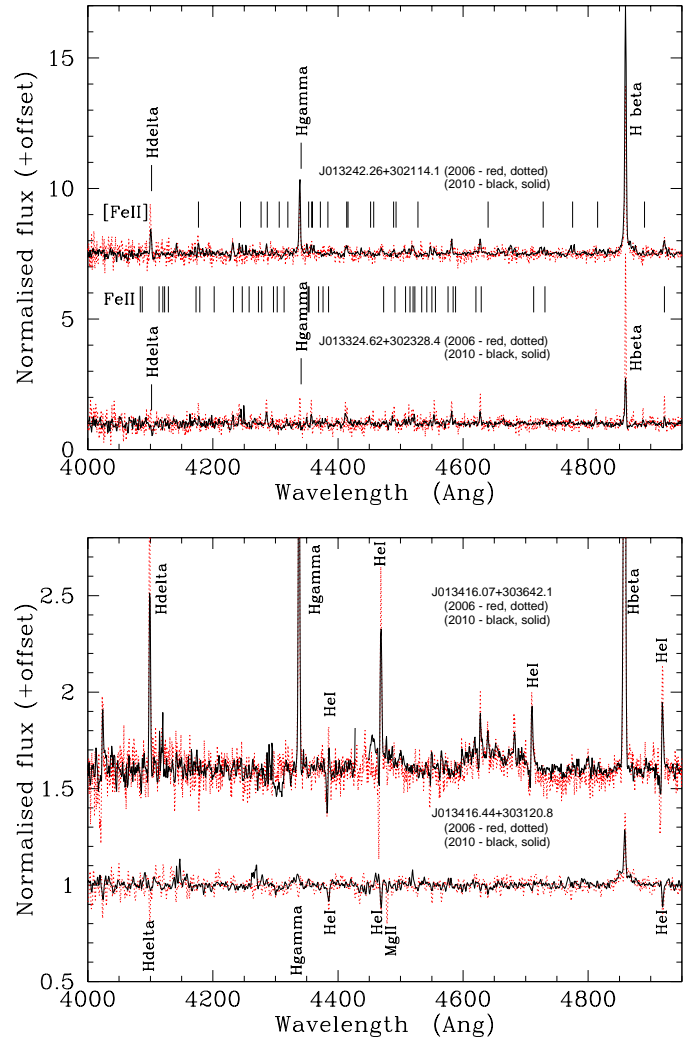 Normalised flux (+offset)
15
10
5
0
Hdelta
Hgamma
H beta
J013242.26+302114.1 (2006 - red, dotted)
(2010 - black, solid)
[FeII]
FeII
Hdelta
Hgamma
J013324.62+302328.4 (2006 - red, dotted)
(2010 - black, solid)
Hbeta
4000 4200 4400 4600 4800
Wavelength (Ang)
Normalised flux (+offset)
2.5
2
1.5
1
0.5
Hdelta
Hgamma
HeI
HeI
J013416.07+303642.1
(2006 - red, dotted)
(2010 - black, solid)
HeI
Hbeta
HeI
J013416.44+303120.8
(2006 - red, dotted)
(2010 - black, solid)
Hdelta
Hgamma
HeI
HeI
MgII
HeI
4000 4200 4400 4600 4800
Wavelength (Ang)